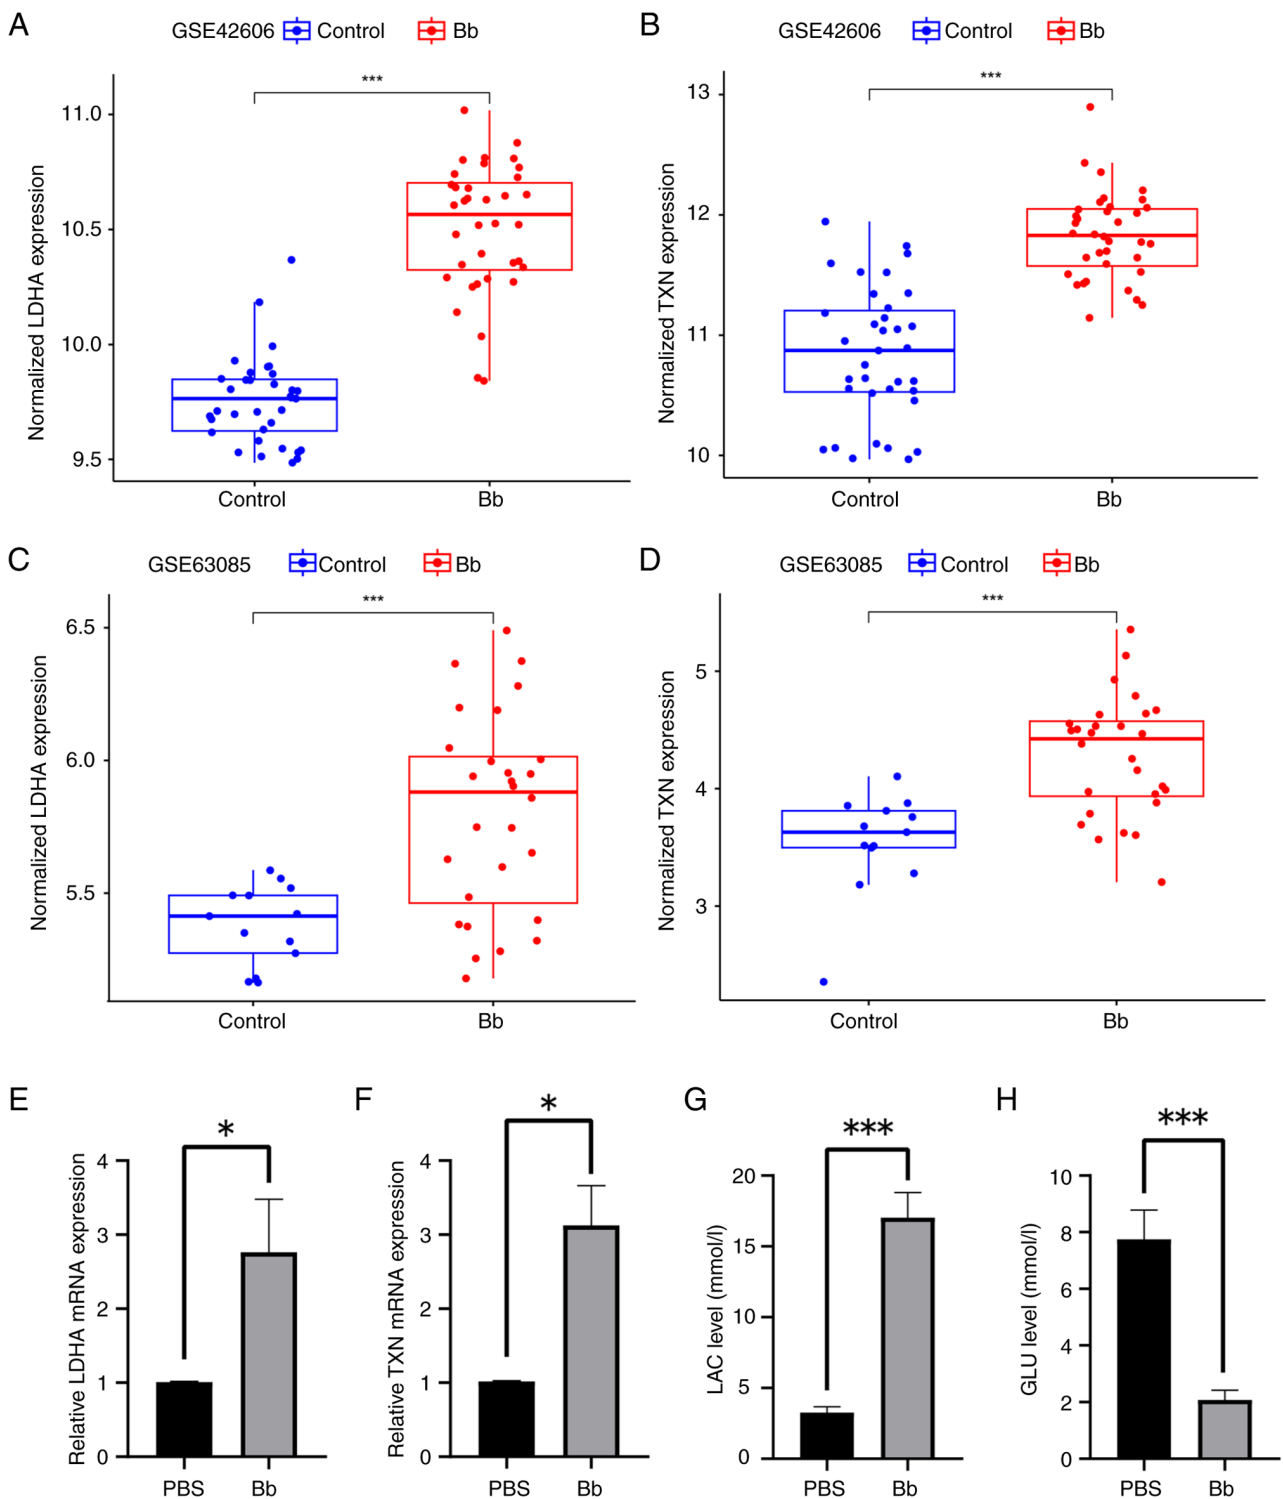 A
GSE42606 Control Bb
***
Normalized LDHA expression
11.0
10.5
10.0
9.5
Control Bb
B
GSE42606 Control Bb
***
Normalized TXN expression
13
12
11
10
Control Bb
C
GSE63085 Control Bb
***
Normalized LDHA expression
6.5
6.0
5.5
Control Bb
D
GSE63085 Control Bb
***
Normalized TXN expression
5
4
3
Control Bb
E
*
Relative LDHA mRNA expression
4
3
2
1
0
PBS Bb
F
*
Relative TXN mRNA expression
4
3
2
1
0
PBS Bb
G
***
LAC level (mmol/l)
20
15
10
5
0
PBS Bb
H
***
GLU level (mmol/l)
10
8
6
4
2
0
PBS Bb